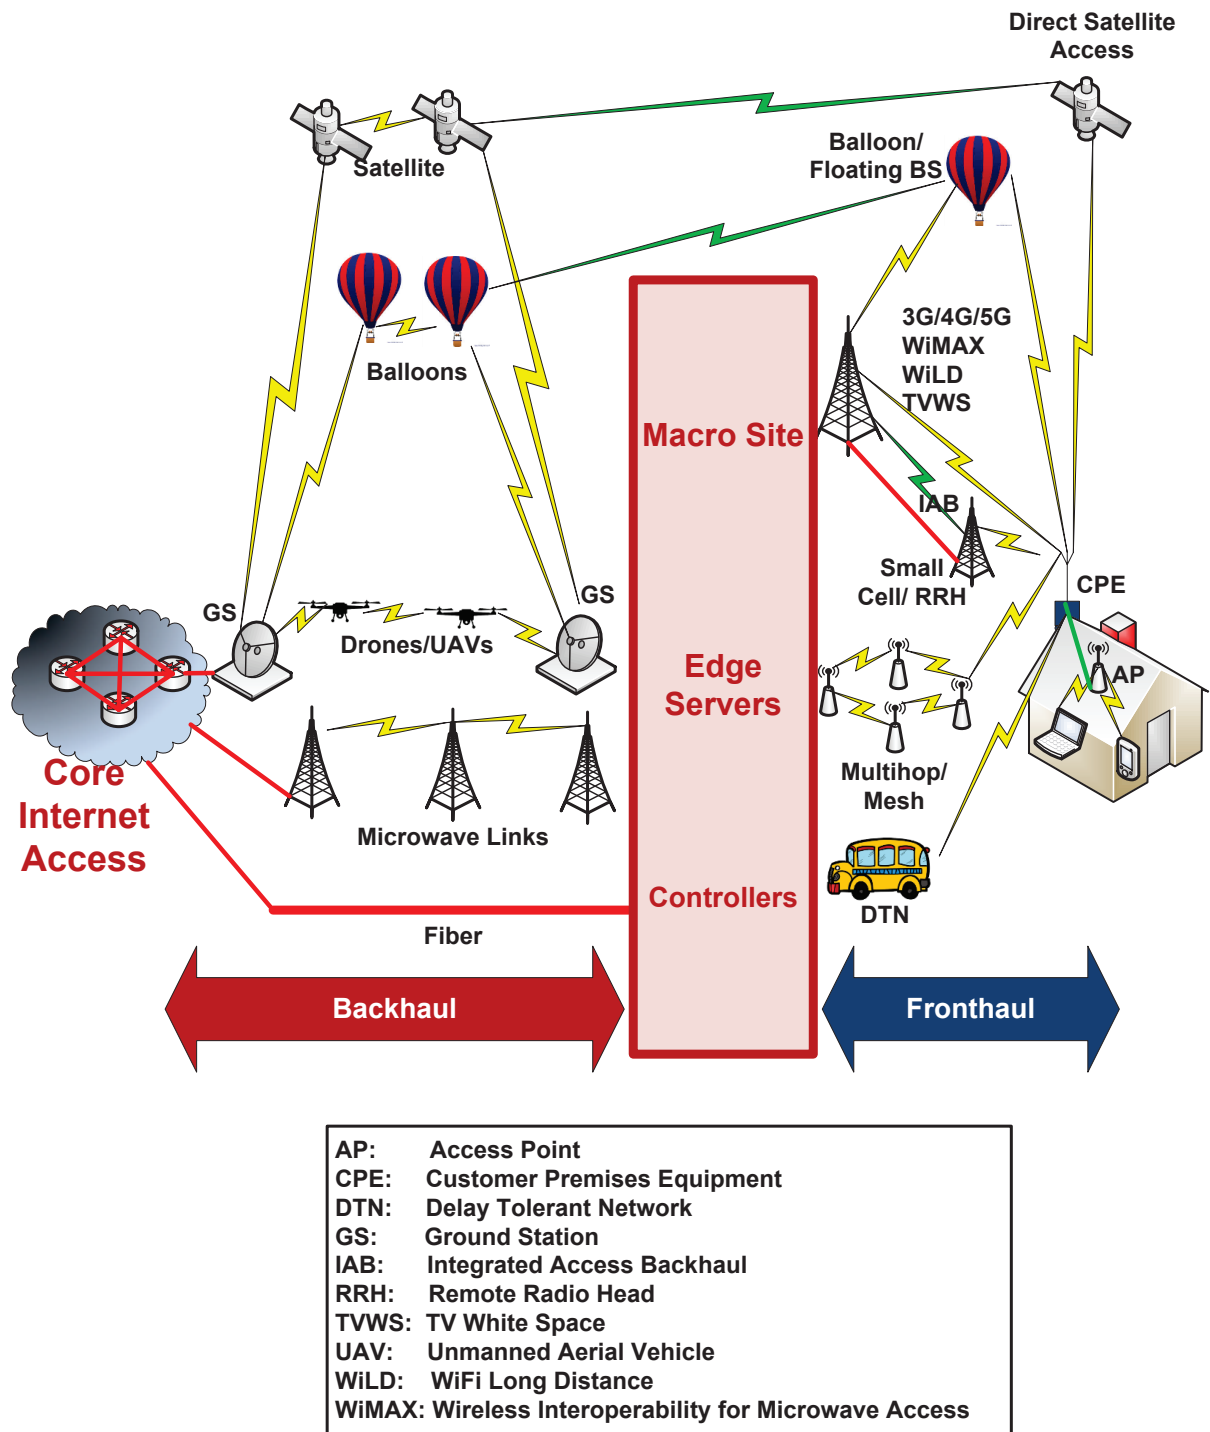 Direct Satellite
Access
Satellite
Balloon/
Floating BS
Balloons
3G/4G/5G
WiMAX
WiLD
TVWS
Macro Site
IAB
Small
Cell/ RRH
CPE
GS
GS
Drones/UAVs
AP
Edge
Servers
Core
Internet
Access
Microwave Links
Multihop/
Mesh
Controllers
DTN
Fiber
Backhaul
Fronthaul
AP: Access Point
CPE: Customer Premises Equipment
DTN: Delay Tolerant Network
GS: Ground Station
IAB: Integrated Access Backhaul
RRH: Remote Radio Head
TVWS: TV White Space
UAV: Unmanned Aerial Vehicle
WiLD: WiFi Long Distance
WiMAX: Wireless Interoperability for Microwave Access